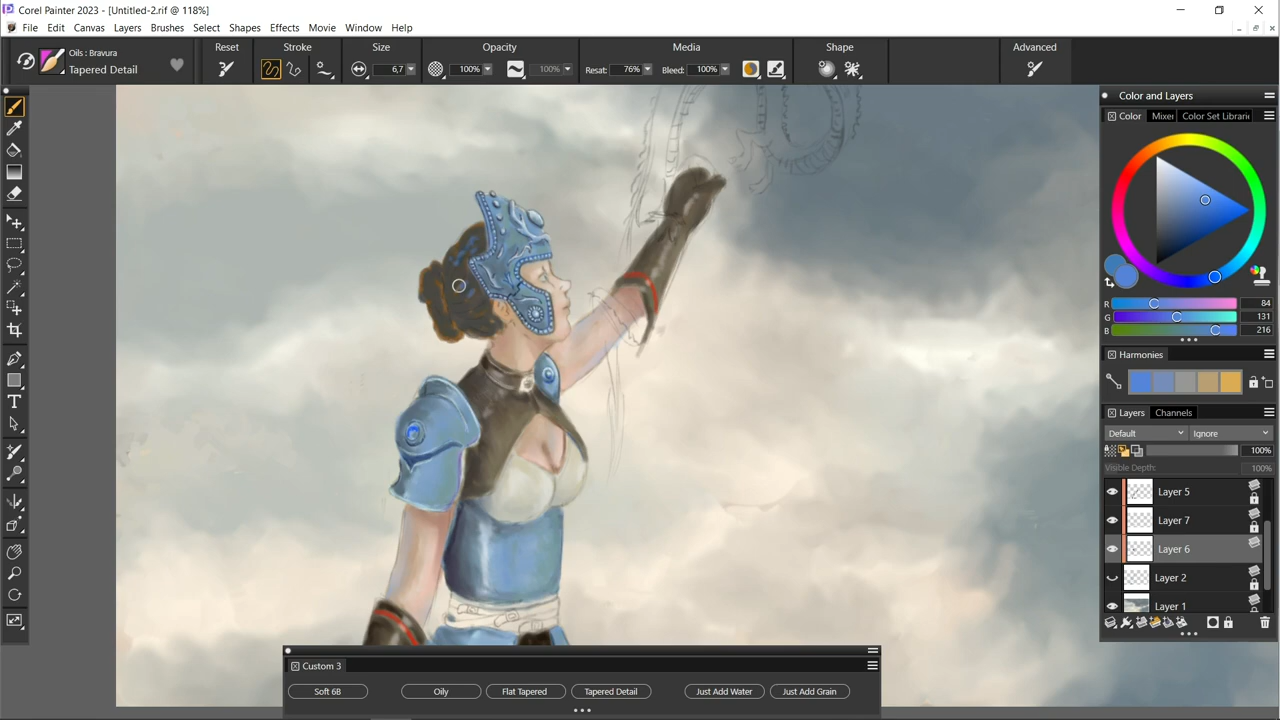 Corel Painter 2023 - [Untitled-2.rif @ 118%]
File Edit Canvas Layers Brushes Select Shapes Effects Movie Window Help
Oils : Bravura
Tapered Detail
Reset
Stroke
Size
6,7
Opacity
100%
100%
Media
Resat: 76%
Bleed: 100%
Shape
Advanced
Color and Layers
Color Mixer Color Set Librari
R 84
G 131
B 216
Harmonies
Layers Channels
Default Ignore
100%
Visible Depth: 100%
Layer 5
Layer 7
Layer 6
Layer 2
Layer 1
Custom 3
Soft 6B Oily Flat Tapered Tapered Detail Just Add Water Just Add Grain